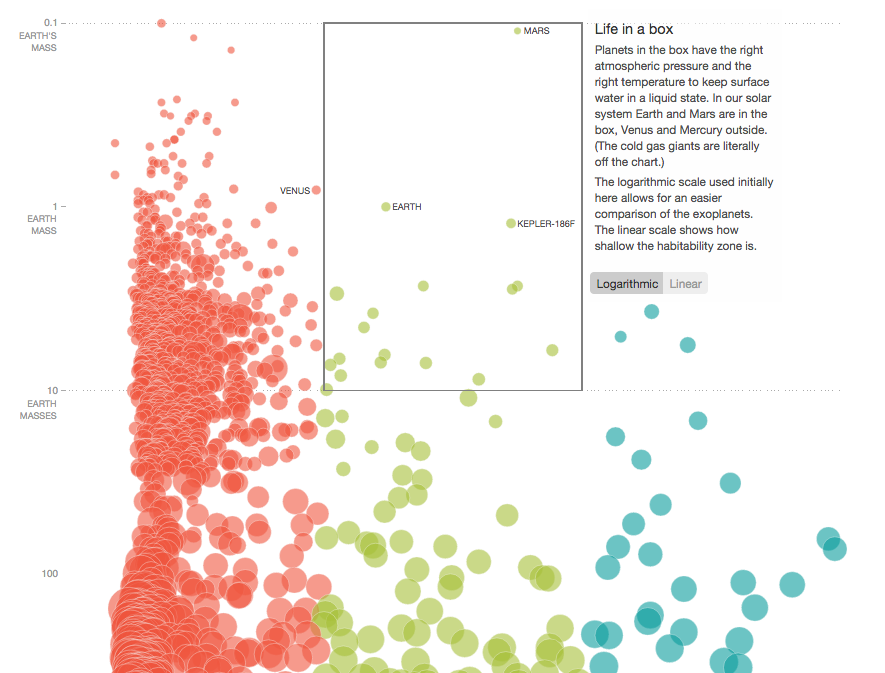 0.1
EARTH'S
MASS
MARS
Life in a box
Planets in the box have the right
atmospheric pressure and the
right temperature to keep surface
water in a liquid state. In our solar
system Earth and Mars are in the
box, Venus and Mercury outside.
(The cold gas giants are literally
off the chart.)
The logarithmic scale used initially
here allows for an easier
comparison of the exoplanets.
The linear scale shows how
shallow the habitability zone is.
Logarithmic
Linear
VENUS
1
EARTH
MASS
EARTH
KEPLER-186F
10
EARTH
MASSES
100